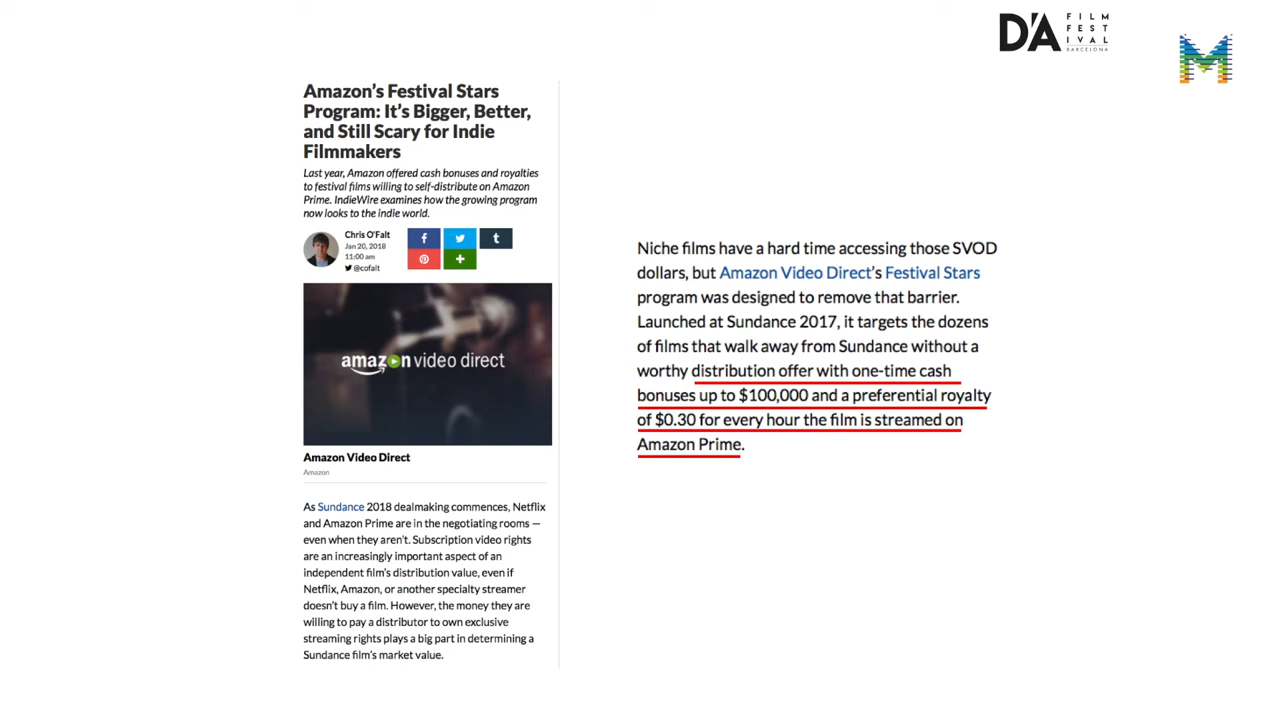 D'A FILM
FEST
IVAL
BARCELONA
M
Amazon's Festival Stars
Program: It's Bigger, Better,
and Still Scary for Indie
Filmmakers
Last year, Amazon offered cash bonuses and royalties
to festival films willing to self-distribute on Amazon
Prime. IndieWire examines how the growing program
now looks to the indie world.
Chris O'Falt
Jan 20, 2018
11:00 am
@cofalt
amazon video direct
Amazon Video Direct
Amazon
As Sundance 2018 dealmaking commences, Netflix
and Amazon Prime are in the negotiating rooms —
even when they aren't. Subscription video rights
are an increasingly important aspect of an
independent film's distribution value, even if
Netflix, Amazon, or another specialty streamer
doesn't buy a film. However, the money they are
willing to pay a distributor to own exclusive
streaming rights plays a big part in determining a
Sundance film's market value.
Niche films have a hard time accessing those SVOD
dollars, but Amazon Video Direct's Festival Stars
program was designed to remove that barrier.
Launched at Sundance 2017, it targets the dozens
of films that walk away from Sundance without a
worthy distribution offer with one-time cash
bonuses up to $100,000 and a preferential royalty
of $0.30 for every hour the film is streamed on
Amazon Prime.